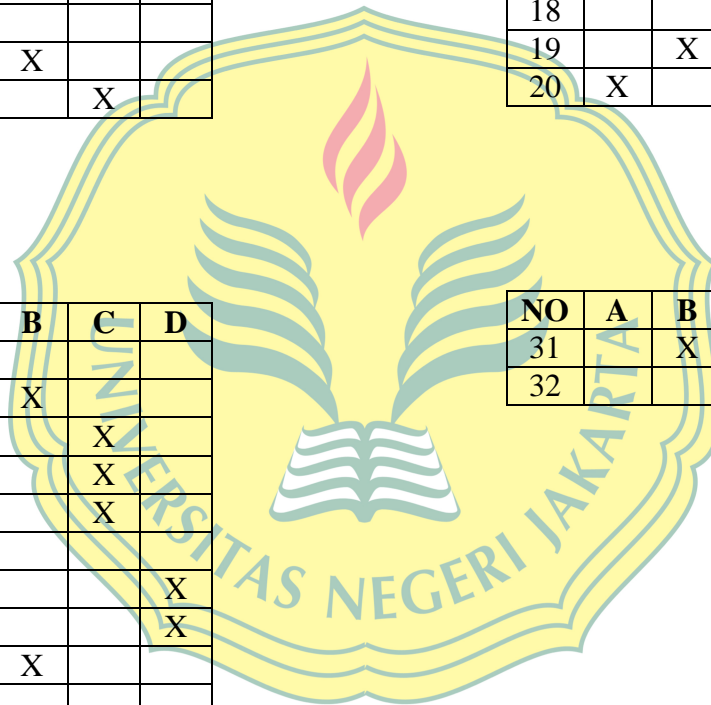 18
X
19 X
X
20 X
B C D
NO A B
31 X
X
32
X
X
X
X
X
X
UNIVERSITAS NEGERI JAKARTA